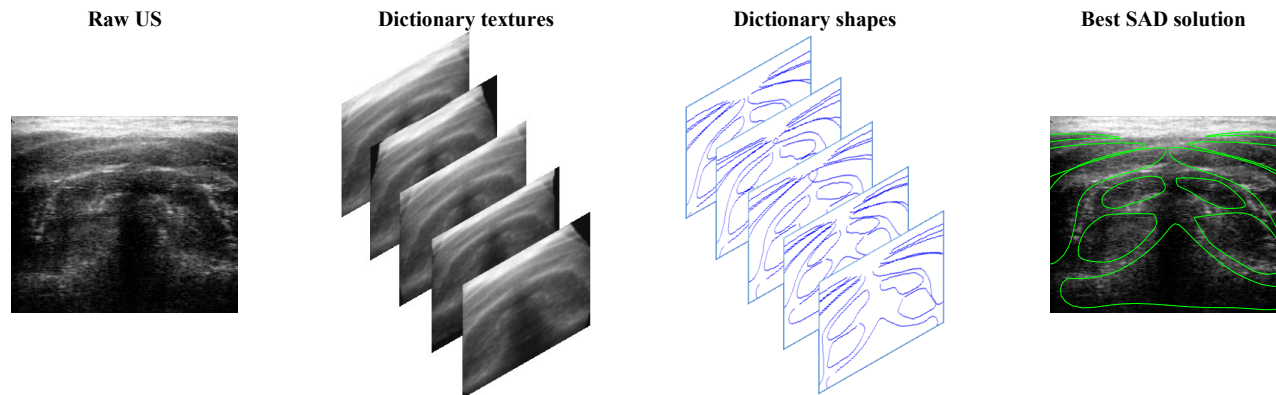 Raw US
Dictionary textures
Dictionary shapes
Best SAD solution